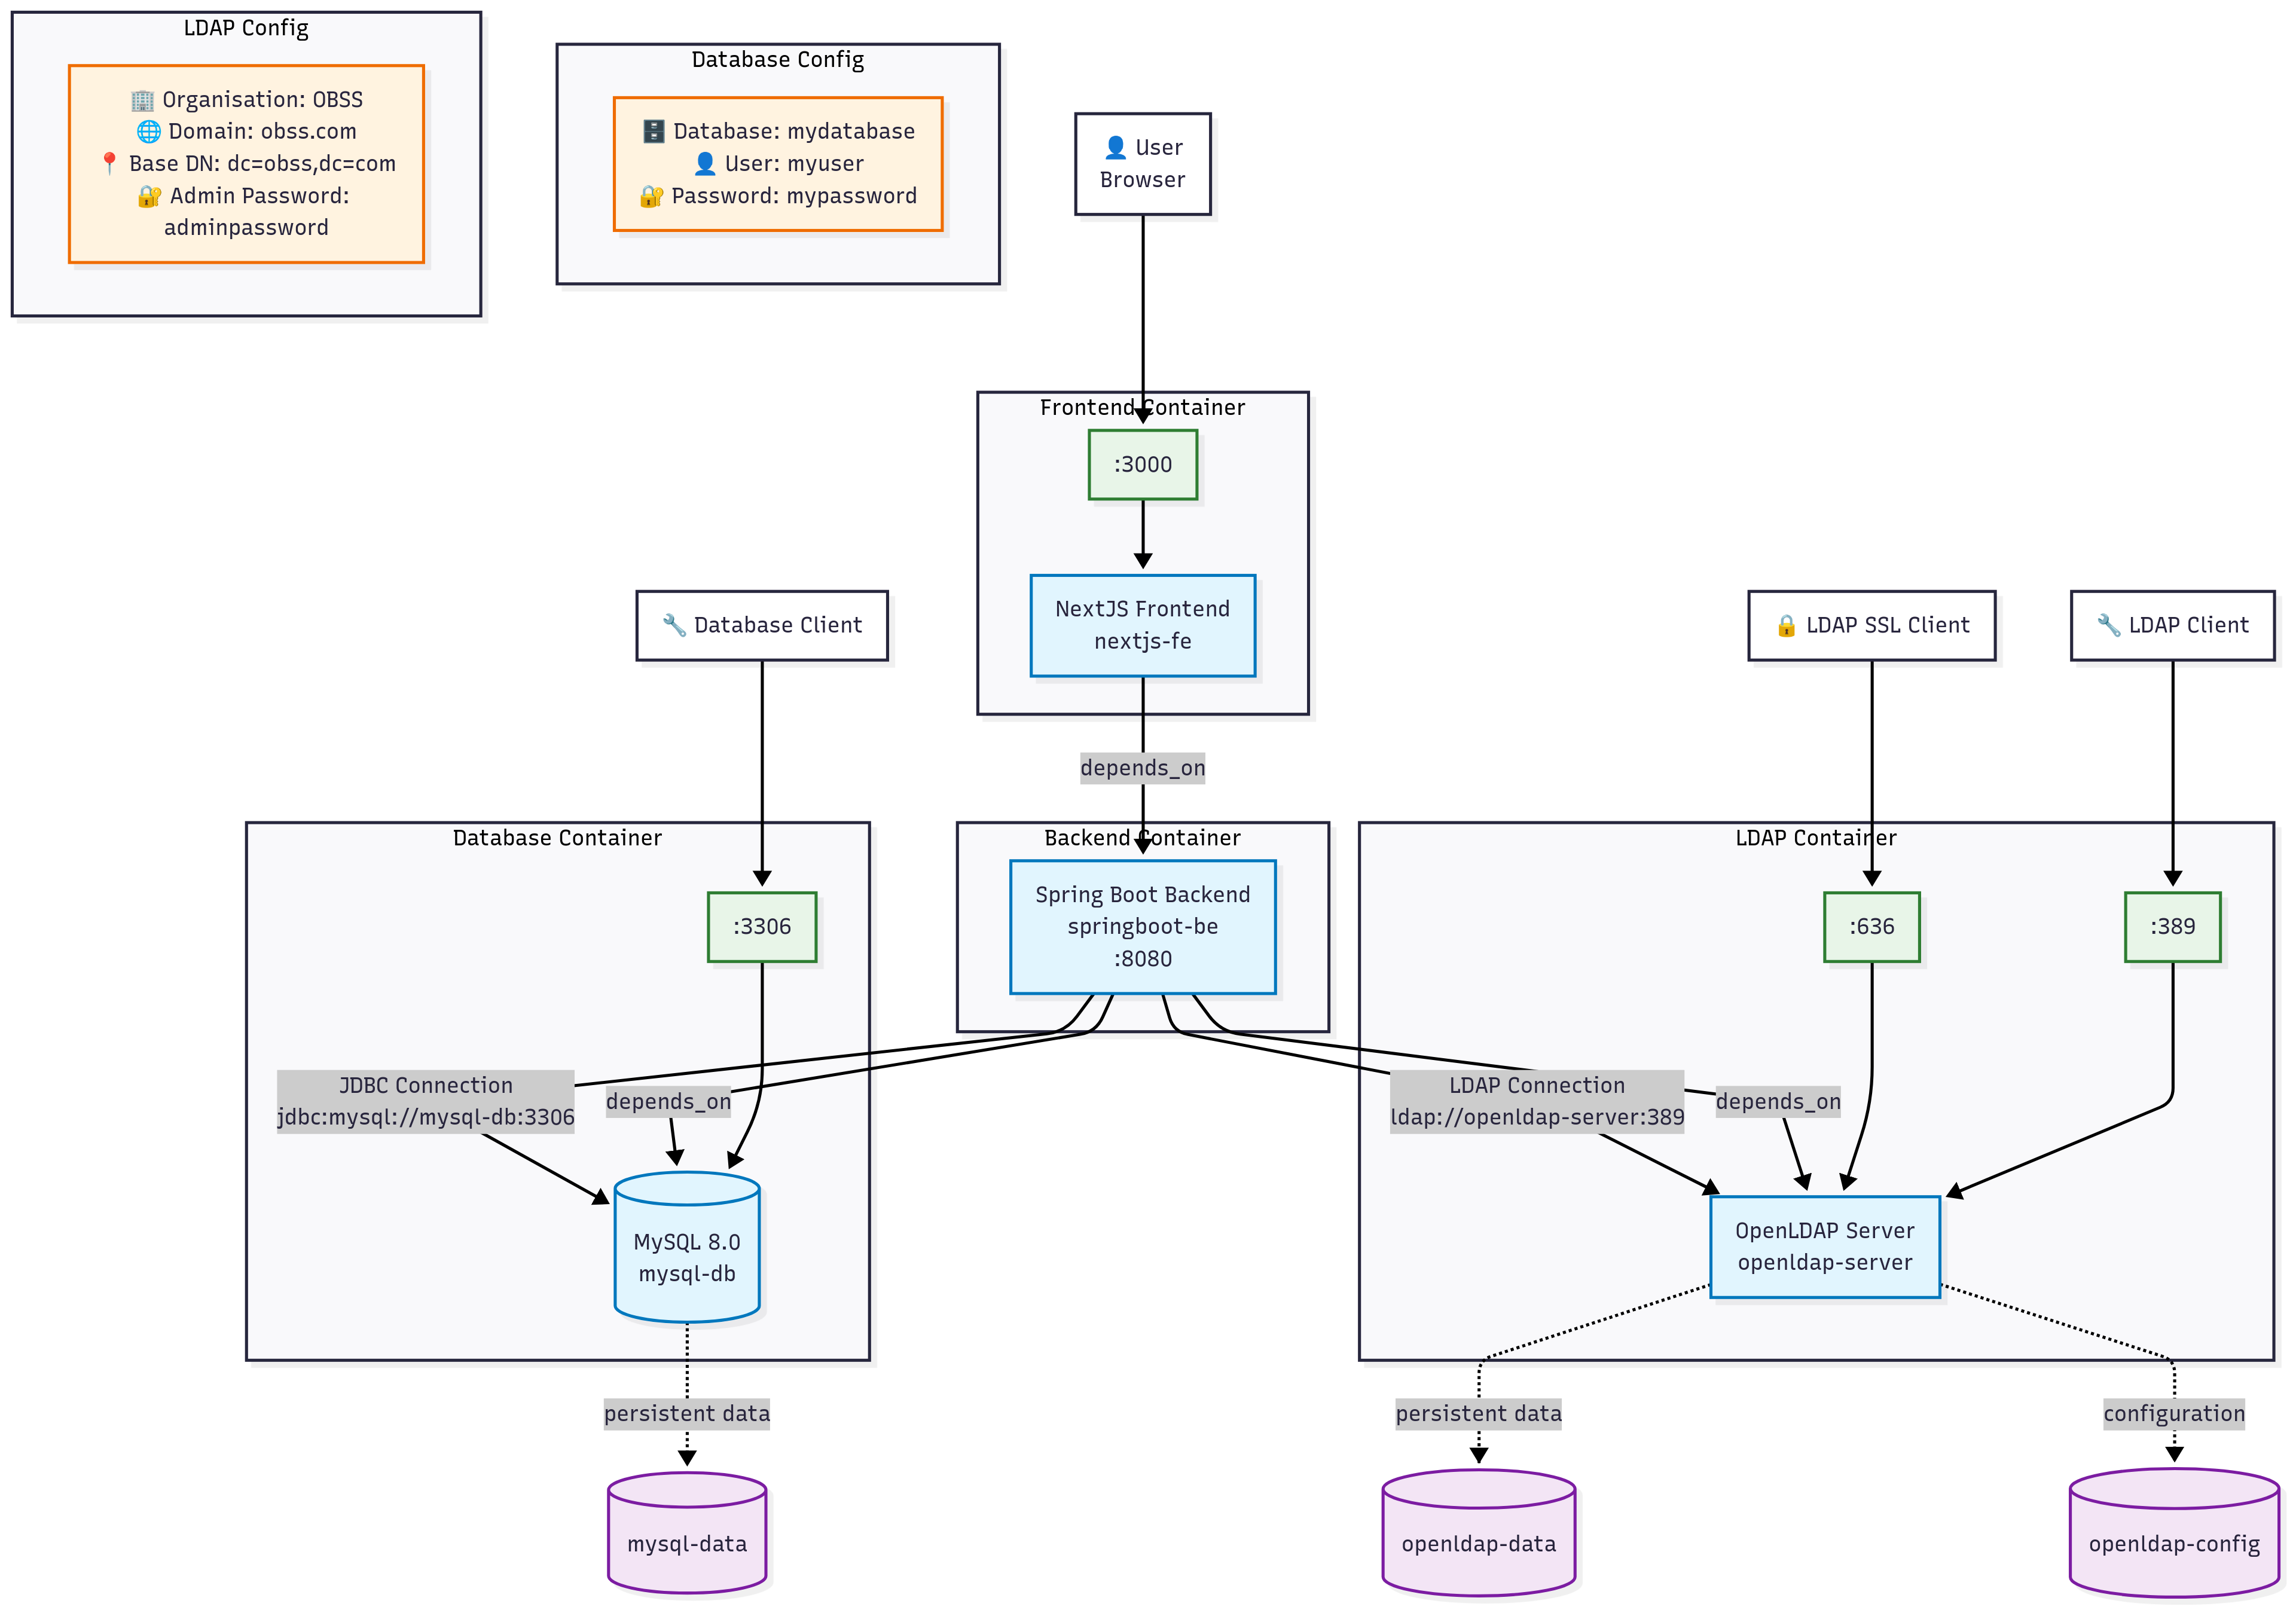 LDAP Config
🏢 Organisation: OBSS
🌐 Domain: obss.com
📍 Base DN: dc=obss,dc=com
🔐 Admin Password:
adminpassword
Database Config
🗄️ Database: mydatabase
👤 User: myuser
🔐 Password: mypassword
👤 User
Browser
Frontend Container
:3000
NextJS Frontend
nextjs-fe
🔧 Database Client
🔒 LDAP SSL Client
🔧 LDAP Client
depends_on
Database Container
:3306
Backend Container
Spring Boot Backend
springboot-be
:8080
LDAP Container
:636
:389
JDBC Connection
jdbc:mysql://mysql-db:3306
depends_on
LDAP Connection
ldap://openldap-server:389
depends_on
MySQL 8.0
mysql-db
OpenLDAP Server
openldap-server
persistent data
persistent data
configuration
mysql-data
openldap-data
openldap-config